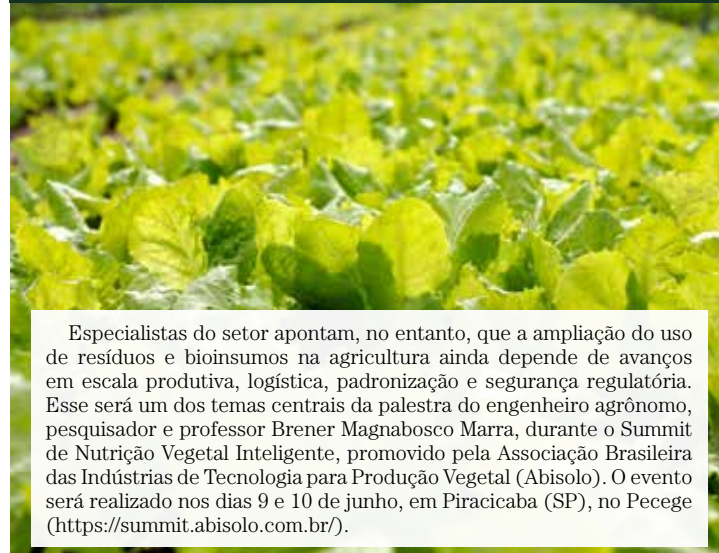 Especialistas do setor apontam, no entanto, que a ampliação do uso
de resíduos e bioinsumos na agricultura ainda depende de avanços
em escala produtiva, logística, padronização e segurança regulatória.
Esse será um dos temas centrais da palestra do engenheiro agrônomo,
pesquisador e professor Brener Magnabosco Marra, durante o Summit
de Nutrição Vegetal Inteligente, promovido pela Associação Brasileira
das Indústrias de Tecnologia para Produção Vegetal (Abisolo). O evento
será realizado nos dias 9 e 10 de junho, em Piracicaba (SP), no Pecege
(https://summit.abisolo.com.br/).